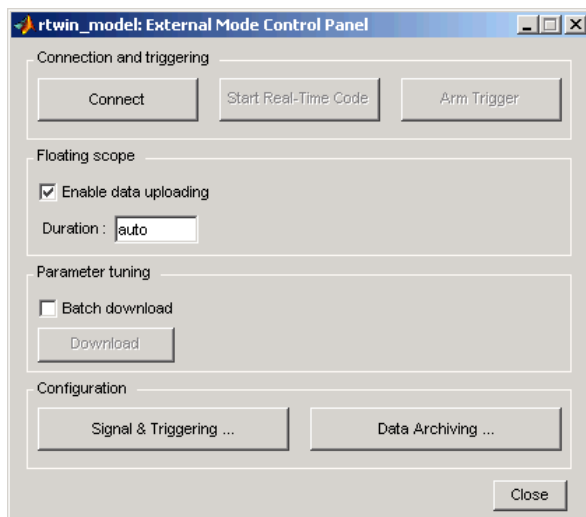 rtwin_model: External Mode Control Panel
Connection and triggering
Connect
Start Real-Time Code
Arm Trigger
Floating scope
Enable data uploading
Duration : auto
Parameter tuning
Batch download
Download
Configuration
Signal & Triggering ...
Data Archiving ...
Close